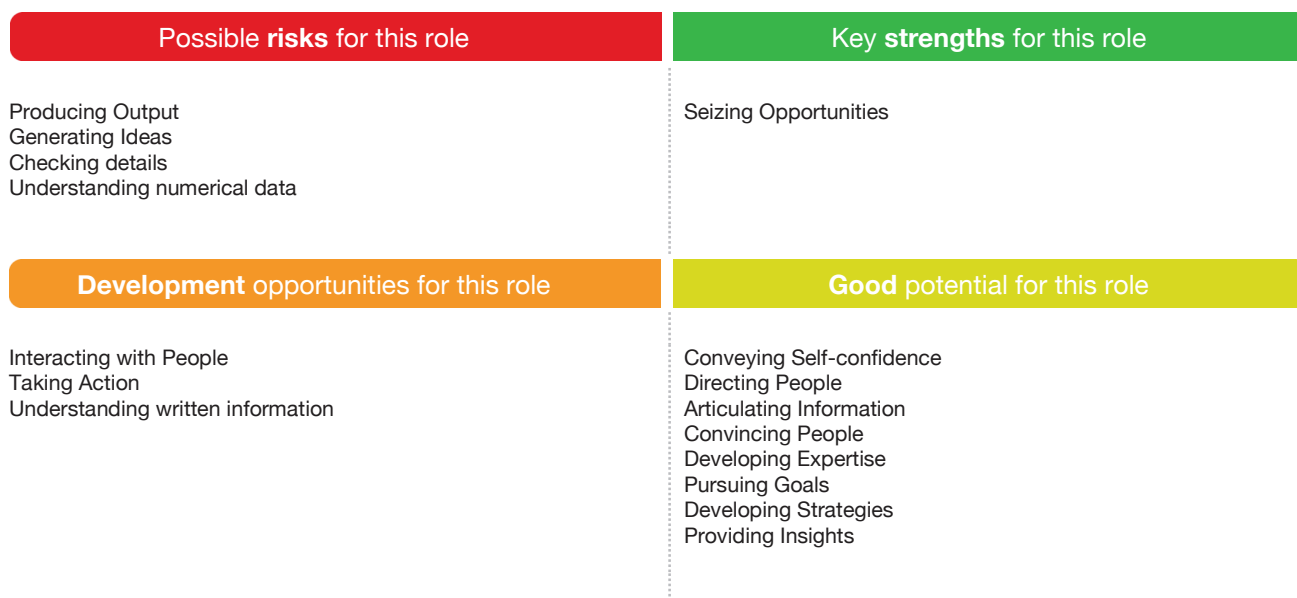 Possible risks for this role
Producing Output
Generating Ideas
Checking details
Understanding numerical data
Key strengths for this role
Seizing Opportunities
Development opportunities for this role
Interacting with People
Taking Action
Understanding written information
Good potential for this role
Conveying Self-confidence
Directing People
Articulating Information
Convincing People
Developing Expertise
Pursuing Goals
Developing Strategies
Providing Insights